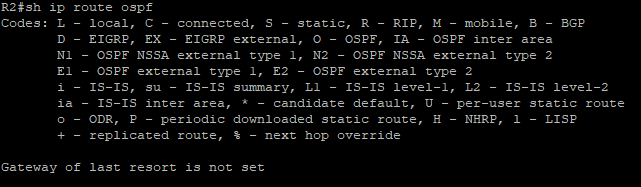 R2#sh ip route ospf
Codes: L - local, C - connected, S - static, R - RIP, M - mobile, B - BGP
D - EIGRP, EX - EIGRP external, O - OSPF, IA - OSPF inter area
N1 - OSPF NSSA external type 1, N2 - OSPF NSSA external type 2
E1 - OSPF external type 1, E2 - OSPF external type 2
i - IS-IS, su - IS-IS summary, L1 - IS-IS level-1, L2 - IS-IS level-2
ia - IS-IS inter area, * - candidate default, U - per-user static route
o - ODR, P - periodic downloaded static route, H - NHRP, l - LISP
+ - replicated route, % - next hop override
Gateway of last resort is not set